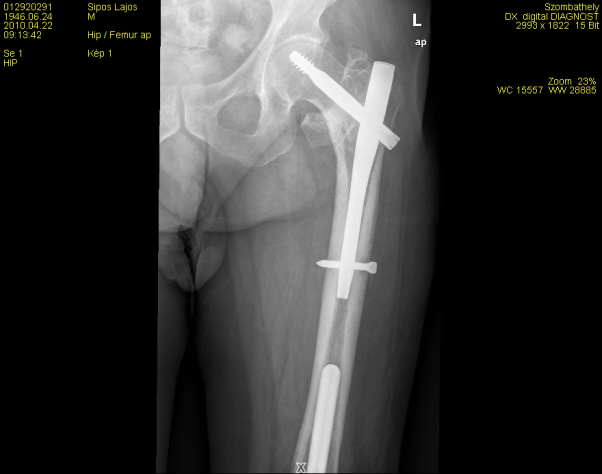 012920291 Sipos Lajos
1946.06.24 M
2010.04.22
09:13:42 Hip / Femur ap
Se 1 Kép 1
HIP
L
ap
Szombathely
DX digital DIAGNOST
2993 x 1822 15 Bit
Zoom 23%
WC 15557 WW 28885
X